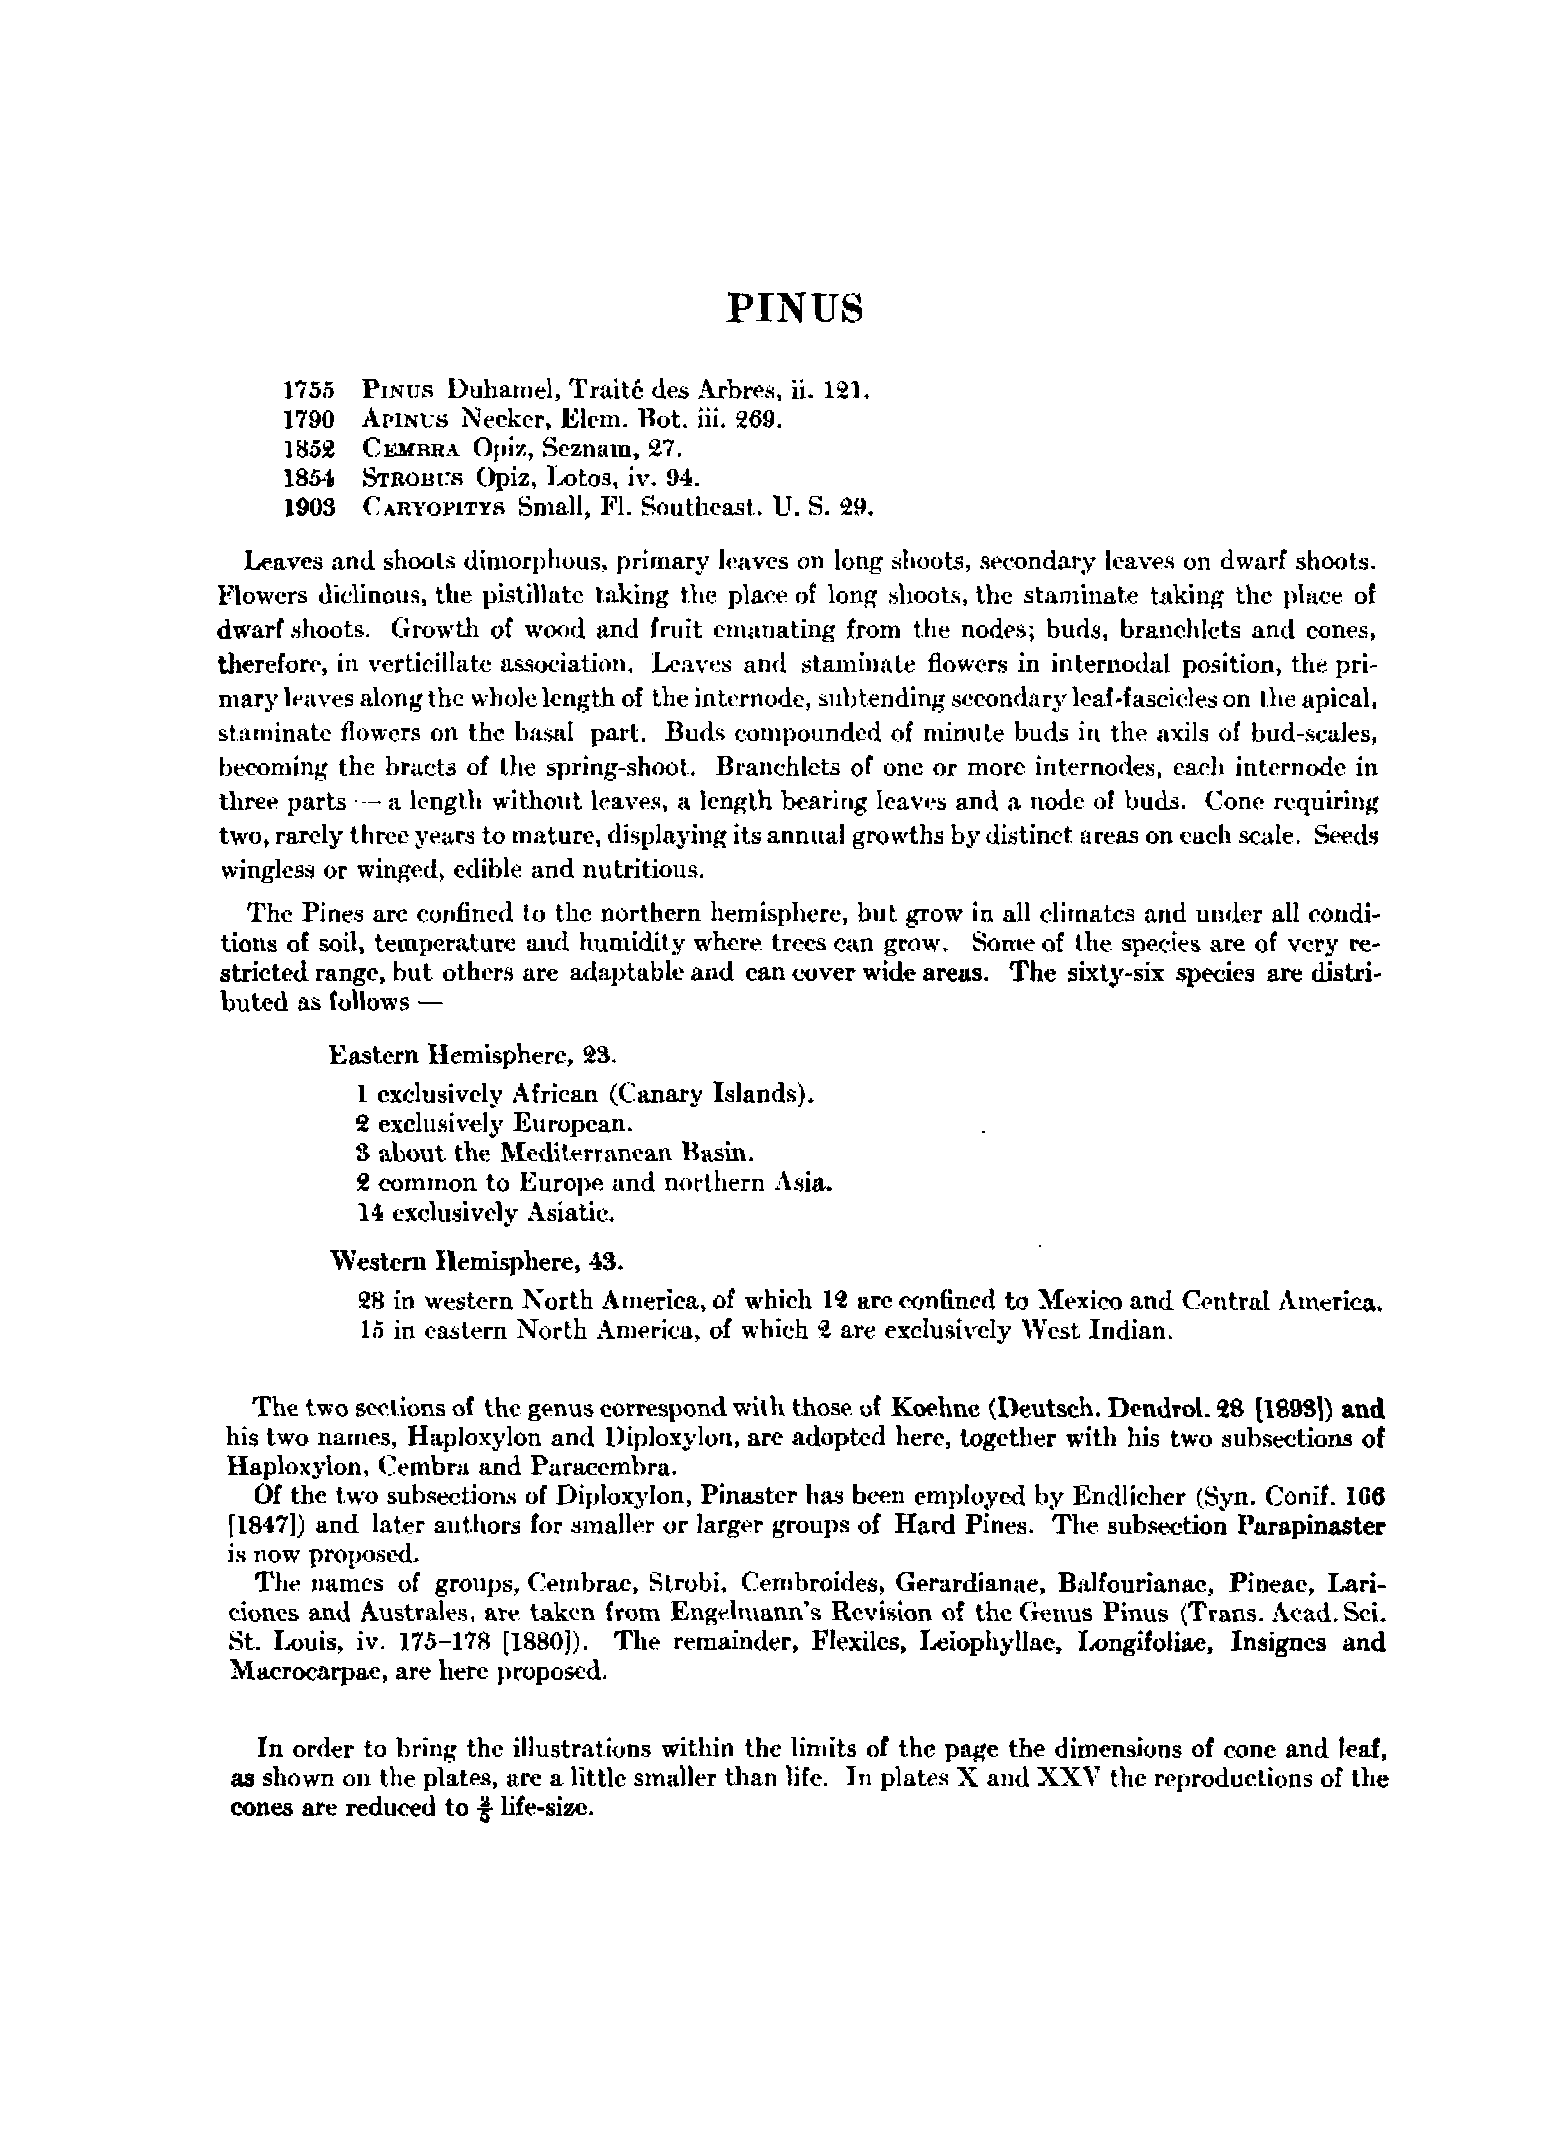 PINUS
1755 Pinus Duhamel, Traité des Arbres, ii. 121.
1790 Apinus Necker, Elem. Bot. iii. 269.
1852 Cembra Opiz, Seznam, 27.
1854 Strobus Opiz, Lotos, iv. 94.
1903 Caryopitys Small, Fl. Southeast. U. S. 29.
Leaves and shoots dimorphous, primary leaves on long shoots, secondary leaves on dwarf shoots.
Flowers diclinous, the pistillate taking the place of long shoots, the staminate taking the place of
dwarf shoots. Growth of wood and fruit emanating from the nodes; buds, branchlets and cones,
therefore, in verticillate association. Leaves and staminate flowers in internodal position, the pri-
mary leaves along the whole length of the internode, subtending secondary leaf-fascicles on the apical,
staminate flowers on the basal part. Buds compounded of minute buds in the axils of bud-scales,
becoming the bracts of the spring-shoot. Branchlets of one or more internodes, each internode in
three parts — a length without leaves, a length bearing leaves and a node of buds. Cone requiring
two, rarely three years to mature, displaying its annual growths by distinct areas on each scale. Seeds
wingless or winged, edible and nutritious.
The Pines are confined to the northern hemisphere, but grow in all climates and under all condi-
tions of soil, temperature and humidity where trees can grow. Some of the species are of very re-
stricted range, but others are adaptable and can cover wide areas. The sixty-six species are distri-
buted as follows —
Eastern Hemisphere, 23.
1 exclusively African (Canary Islands).
2 exclusively European.
3 about the Mediterranean Basin.
2 common to Europe and northern Asia.
14 exclusively Asiatic.
Western Hemisphere, 43.
28 in western North America, of which 12 are confined to Mexico and Central America.
15 in eastern North America, of which 2 are exclusively West Indian.
The two sections of the genus correspond with those of Koehne (Deutsch. Dendrol. 28 [1893]) and
his two names, Haploxylon and Diploxylon, are adopted here, together with his two subsections of
Haploxylon, Cembra and Paracembra.
Of the two subsections of Diploxylon, Pinaster has been employed by Endlicher (Syn. Conif. 166
[1847]) and later authors for smaller or larger groups of Hard Pines. The subsection Parapinaster
is now proposed.
The names of groups, Cembrae, Strobi, Cembroides, Gerardianae, Balfourianae, Pineae, Lari-
ciones and Australes, are taken from Engelmann's Revision of the Genus Pinus (Trans. Acad. Sci.
St. Louis, iv. 175–178 [1880]). The remainder, Flexiles, Leiophyllae, Longifoliae, Insignes and
Macrocarpae, are here proposed.
In order to bring the illustrations within the limits of the page the dimensions of cone and leaf,
as shown on the plates, are a little smaller than life. In plates X and XXV the reproductions of the
cones are reduced to life-size.